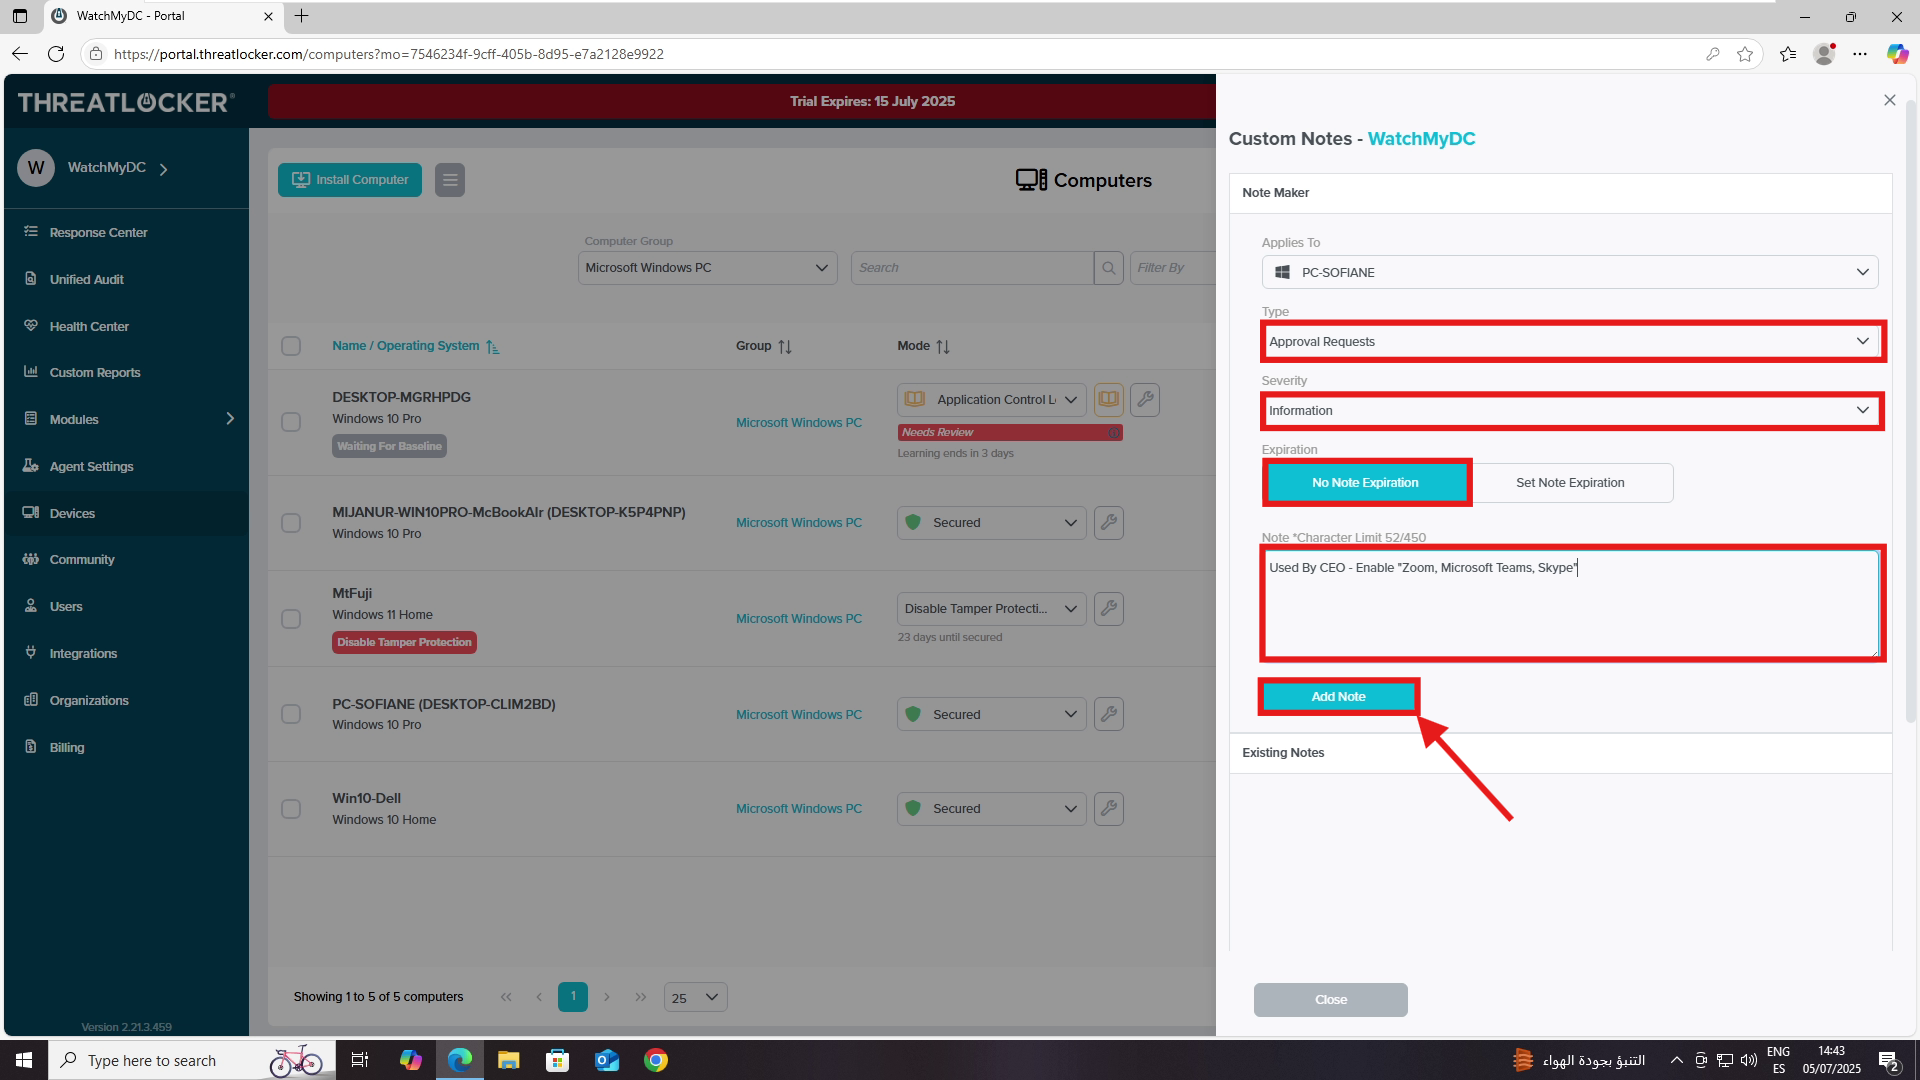 WatchMyDC - Portal
https://portal.threatlocker.com/computers?mo=7546234f-9cff-405b-8d95-e7a2128e9922
THREATLOCKER
Trial Expires: 15 July 2025
W WatchMyDC
Response Center
Unified Audit
Health Center
Custom Reports
Modules
Agent Settings
Devices
Community
Users
Integrations
Organizations
Billing
Version 2.21.3.459
Install Computer
Computers
Computer Group
Microsoft Windows PC
Search
Filter By
Name / Operating System
Group
Mode
DESKTOP-MGRHPDG
Windows 10 Pro
Waiting For Baseline
Microsoft Windows PC
Application Control L
Needs Review
Learning ends in 3 days
MIJANUR-WIN10PRO-McBookAIr (DESKTOP-K5P4PNP)
Windows 10 Pro
Microsoft Windows PC
Secured
MtFuji
Windows 11 Home
Disable Tamper Protection
Microsoft Windows PC
Disable Tamper Protecti...
23 days until secured
PC-SOFIANE (DESKTOP-CLIM2BD)
Windows 10 Pro
Microsoft Windows PC
Secured
Win10-Dell
Windows 10 Home
Microsoft Windows PC
Secured
Showing 1 to 5 of 5 computers
1
25
Custom Notes - WatchMyDC
Note Maker
Applies To
PC-SOFIANE
Type
Approval Requests
Severity
Information
Expiration
No Note Expiration
Set Note Expiration
Note *Character Limit 52/450
Used By CEO - Enable "Zoom, Microsoft Teams, Skype"
Add Note
Existing Notes
Close
Type here to search
التنبؤ بجودة الهواء
ENG
ES
14:43
05/07/2025
2